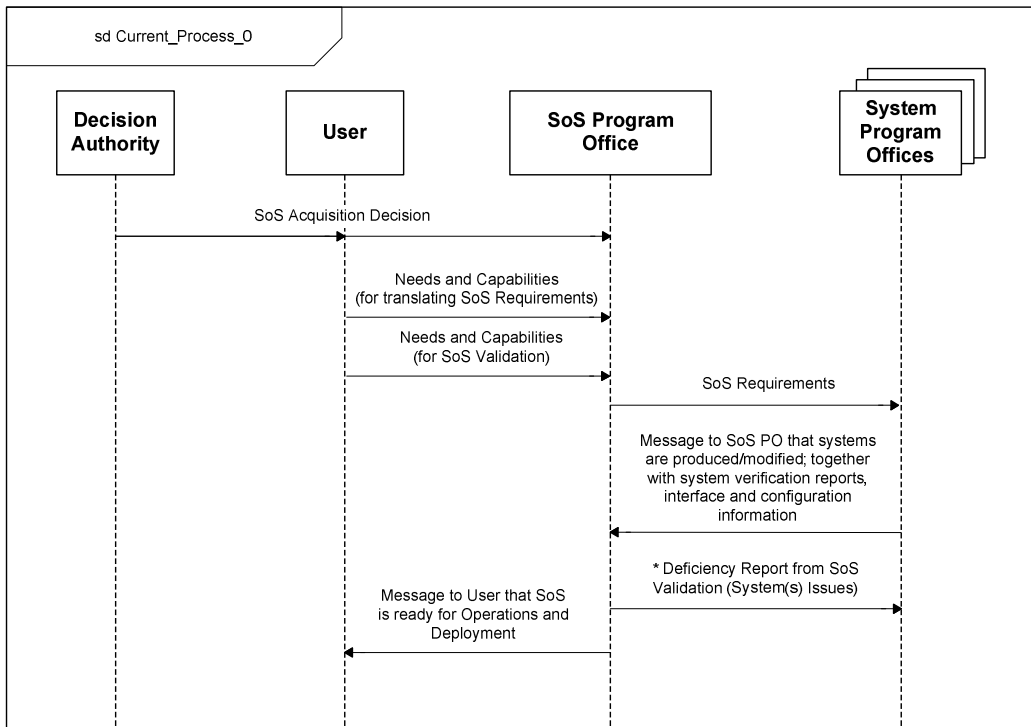 sd Current_Process_0
Decision
Authority
User
SoS Program
Office
System
Program
Offices
SoS Acquisition Decision
Needs and Capabilities
(for translating SoS Requirements)
Needs and Capabilities
(for SoS Validation)
SoS Requirements
Message to SoS PO that systems
are produced/modified; together
with system verification reports,
interface and configuration
information
* Deficiency Report from SoS
Validation (System(s) Issues)
Message to User that SoS
is ready for Operations and
Deployment